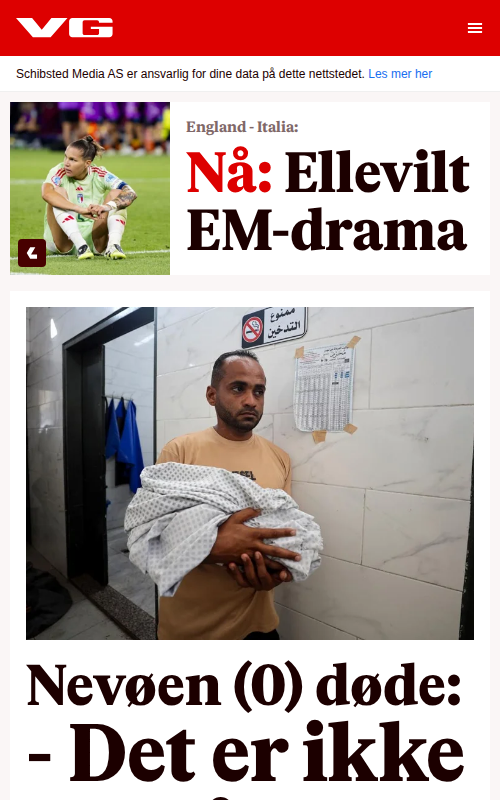 VG
Schibsted Media AS er ansvarlig for dine data på dette nettstedet. Les mer her
England - Italia:
Nå: Ellevilt
EM-drama
ممنوع
التدخين
Nevøen (0) døde:
- Det er ikke